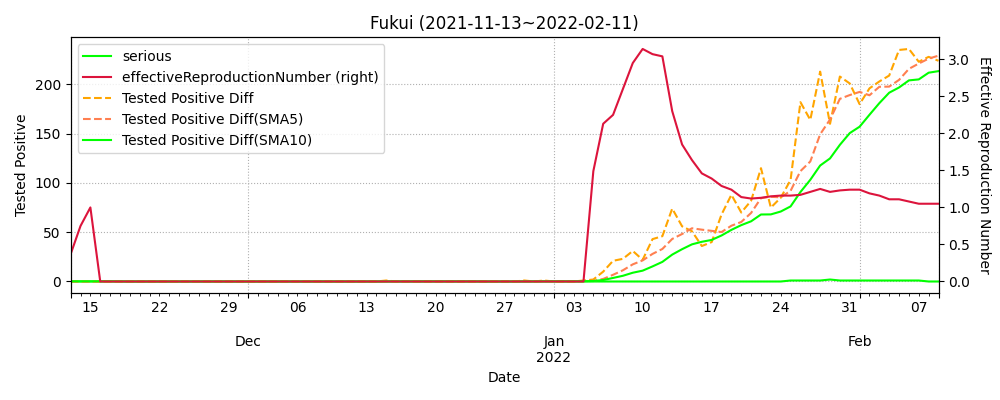 Fukui (2021-11-13~2022-02-11)
serious
effectiveReproductionNumber (right)
Tested Positive Diff
Tested Positive Diff(SMA5)
Tested Positive Diff(SMA10)
Tested Positive
200
150
100
50
0
3.0
2.5
2.0
1.5
1.0
0.5
0.0
Effective Reproduction Number
15 22 29 06 13 20 27 03 10 17 24 31 07
Dec Jan Feb
2022
Date